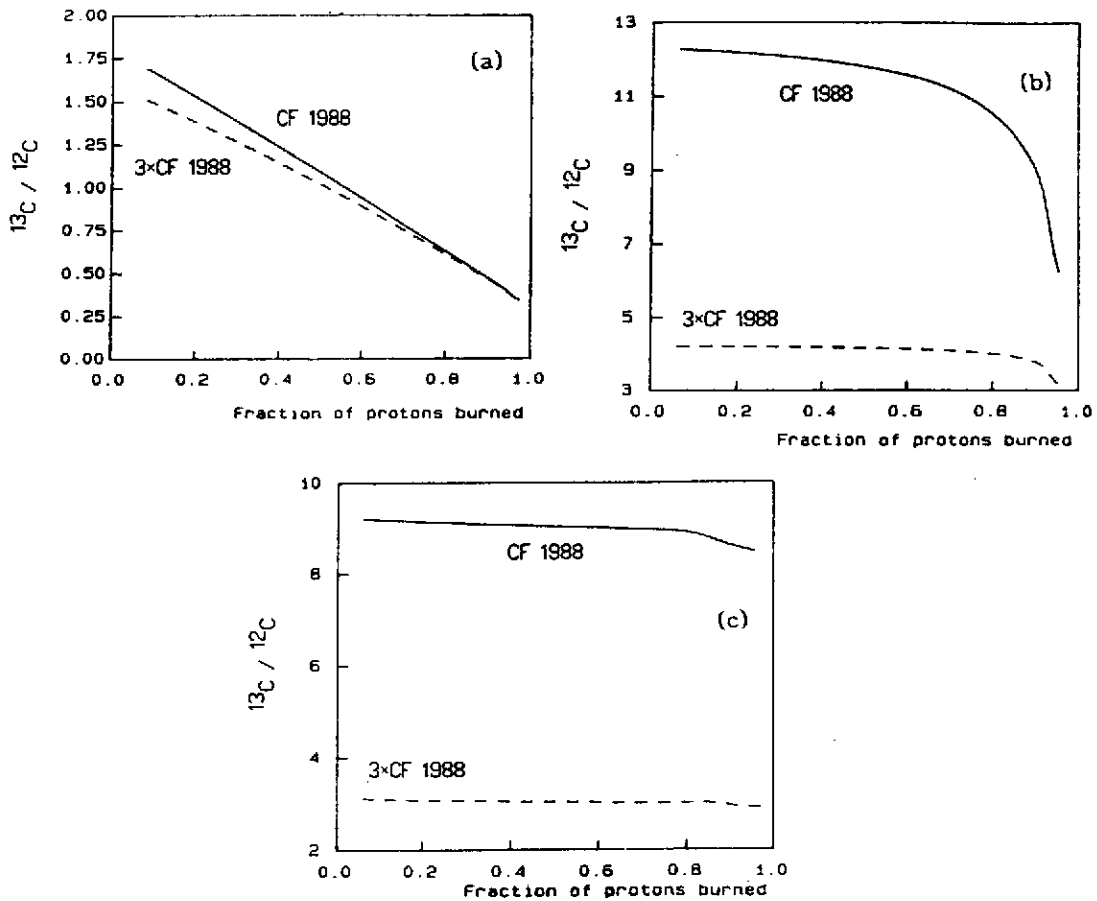 2.00
1.75
1.50
1.25
1.00
0.75
0.50
0.25
0.00
13C / 12C
(a)
CF 1988
3×CF 1988
0.0 0.2 0.4 0.6 0.8 1.0
Fraction of protons burned
13
11
9
7
5
3
13C / 12C
(b)
CF 1988
3×CF 1988
0.0 0.2 0.4 0.6 0.8 1.0
Fraction of protons burned
10
8
6
4
2
13C / 12C
CF 1988
(c)
3×CF 1988
0.0 0.2 0.4 0.6 0.8 1.0
Fraction of protons burned